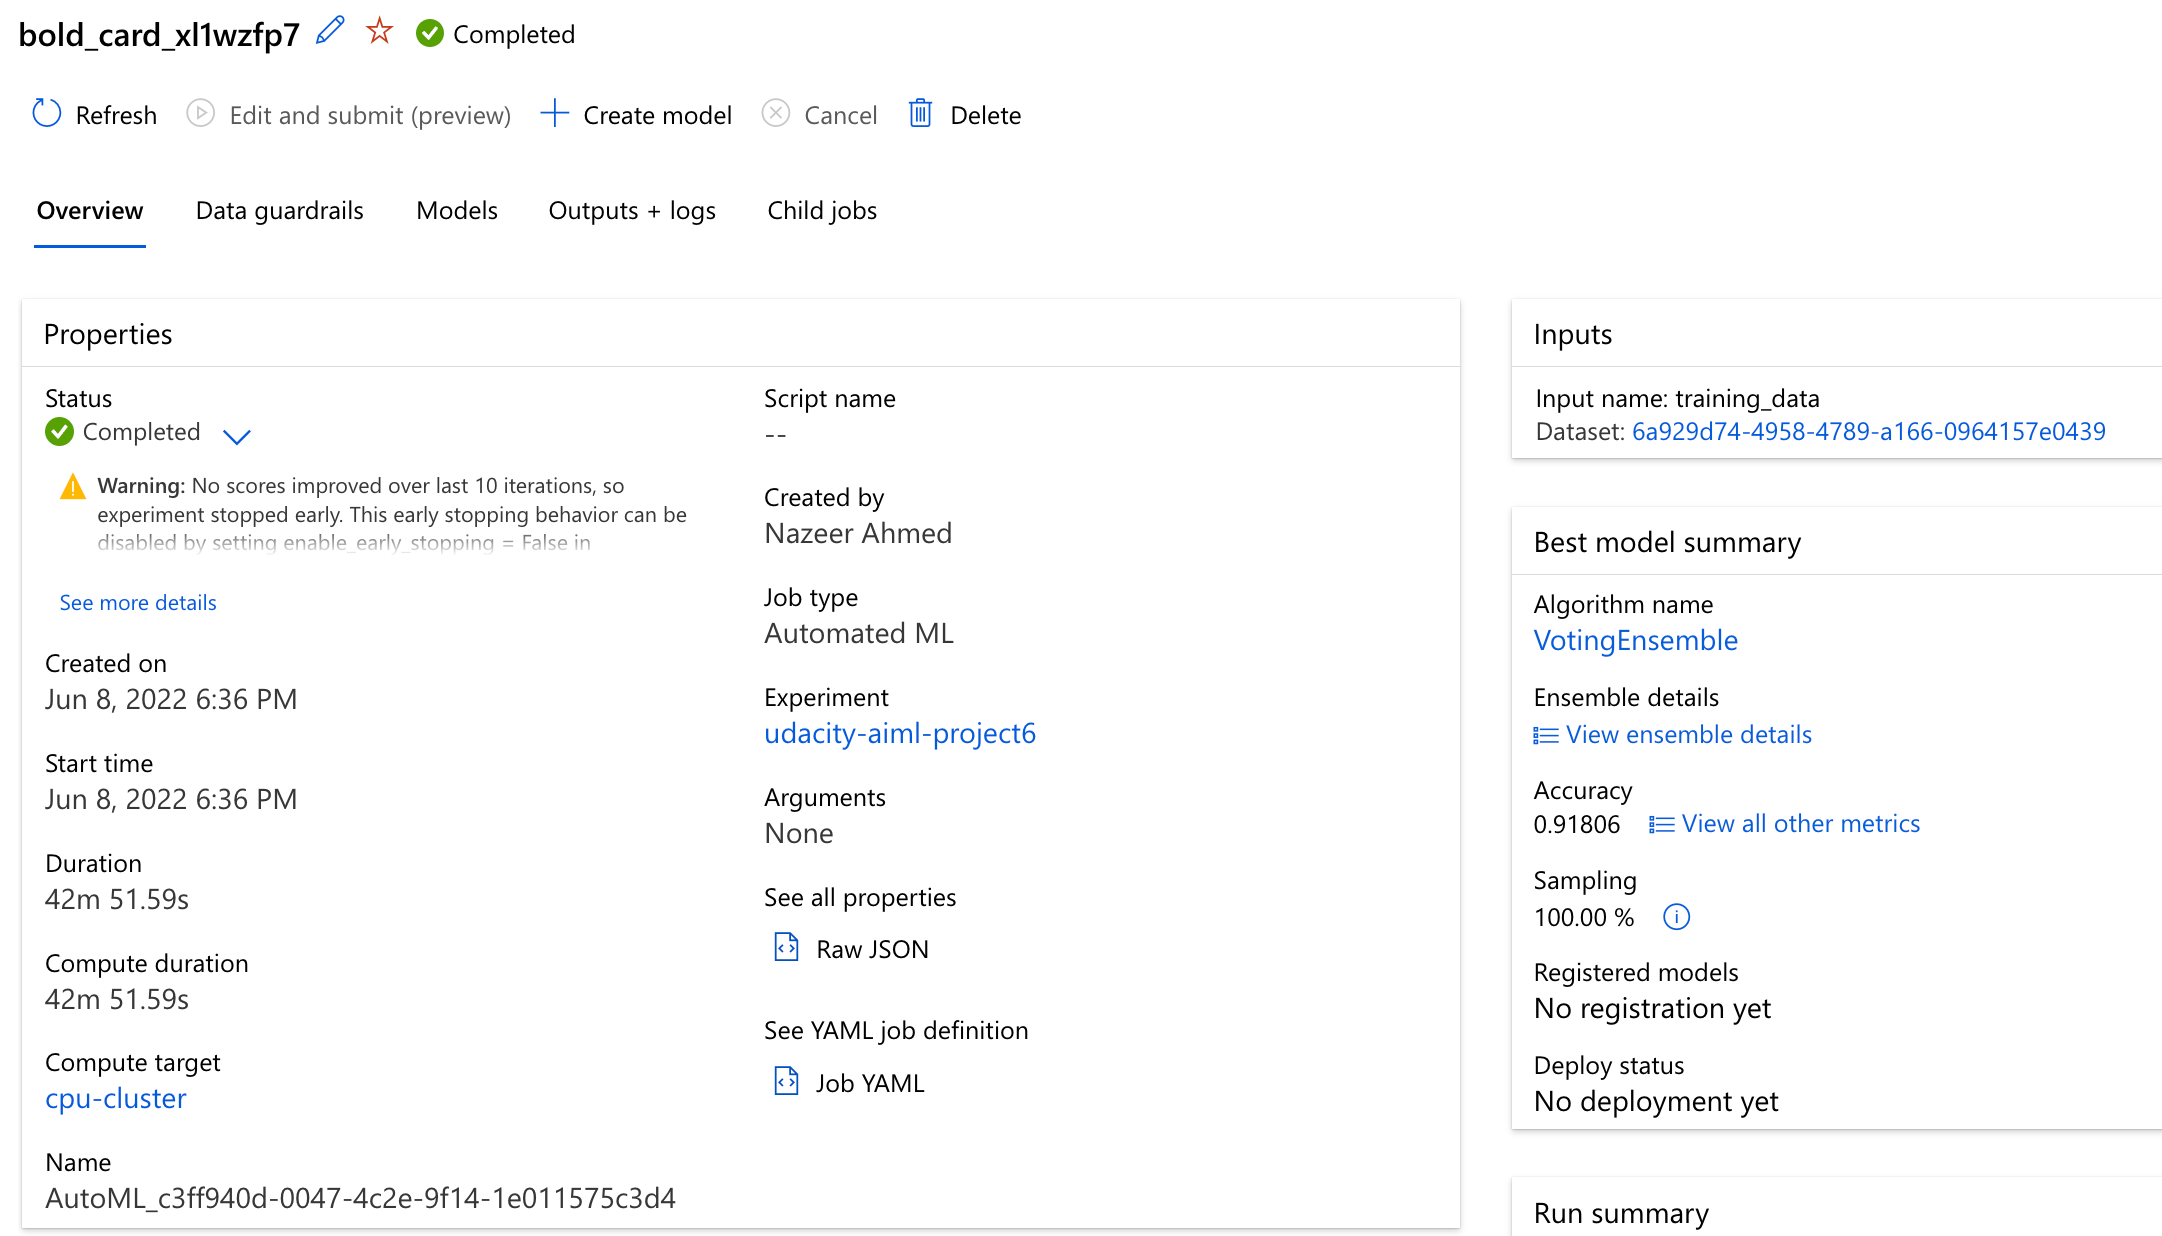 bold_card_xl1wzfp7 Completed
Refresh Edit and submit (preview) Create model Cancel Delete
Overview Data guardrails Models Outputs + logs Child jobs
Properties
Status
Completed
Warning: No scores improved over last 10 iterations, so
experiment stopped early. This early stopping behavior can be
disabled by setting enable_early_stopping = False in
See more details
Created on
Jun 8, 2022 6:36 PM
Start time
Jun 8, 2022 6:36 PM
Duration
42m 51.59s
Compute duration
42m 51.59s
Compute target
cpu-cluster
Name
AutoML_c3ff940d-0047-4c2e-9f14-1e011575c3d4
Script name
--
Created by
Nazeer Ahmed
Job type
Automated ML
Experiment
udacity-aiml-project6
Arguments
None
See all properties
Raw JSON
See YAML job definition
Job YAML
Inputs
Input name: training_data
Dataset: 6a929d74-4958-4789-a166-0964157e0439
Best model summary
Algorithm name
VotingEnsemble
Ensemble details
View ensemble details
Accuracy
0.91806 View all other metrics
Sampling
100.00 %
Registered models
No registration yet
Deploy status
No deployment yet
Run summary